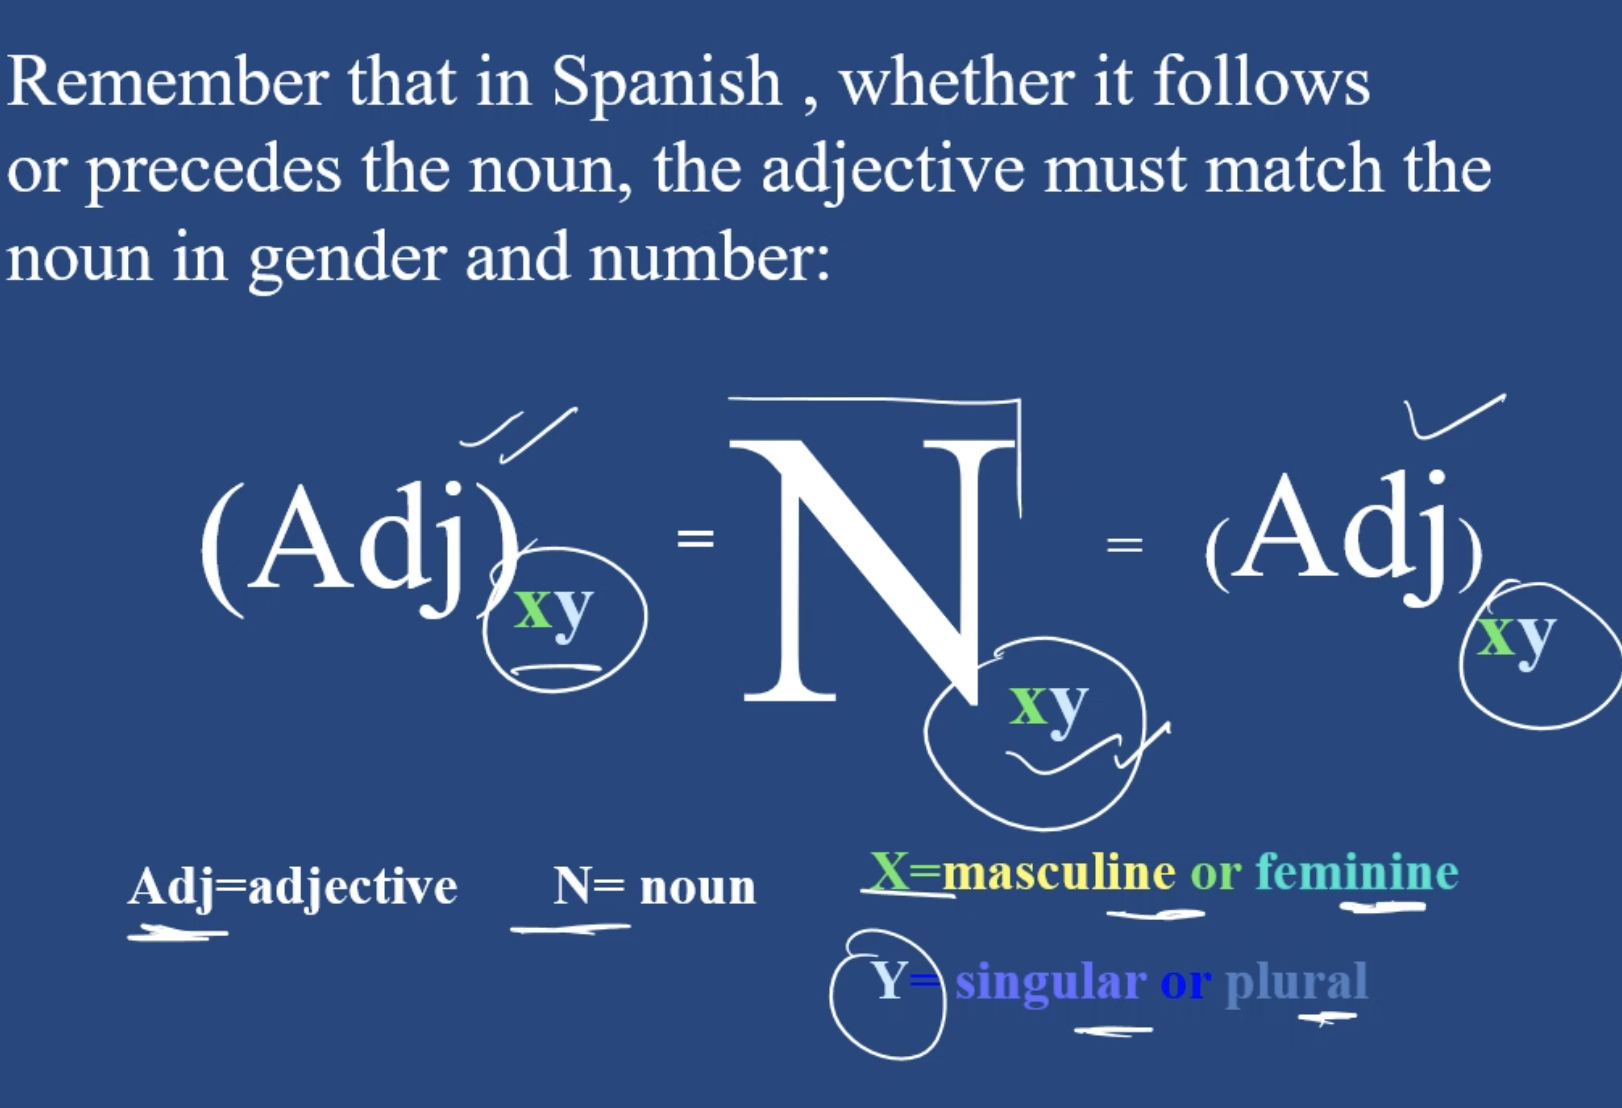 Remember that in Spanish , whether it follows
or precedes the noun, the adjective must match the
noun in gender and number:
(Adj)xy = Nxy = (Adj)xy
Adj=adjective N= noun X=masculine or feminine
Y= singular or plural